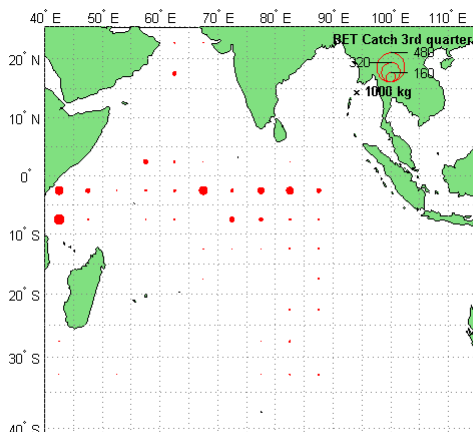 40° E 50° E 60° E 70° E 80° E 90° E 100° E 110° E
BET Catch 3rd quarter
480
320
160
× 1000 kg
20° N
10° N
0°
10° S
20° S
30° S
40° S